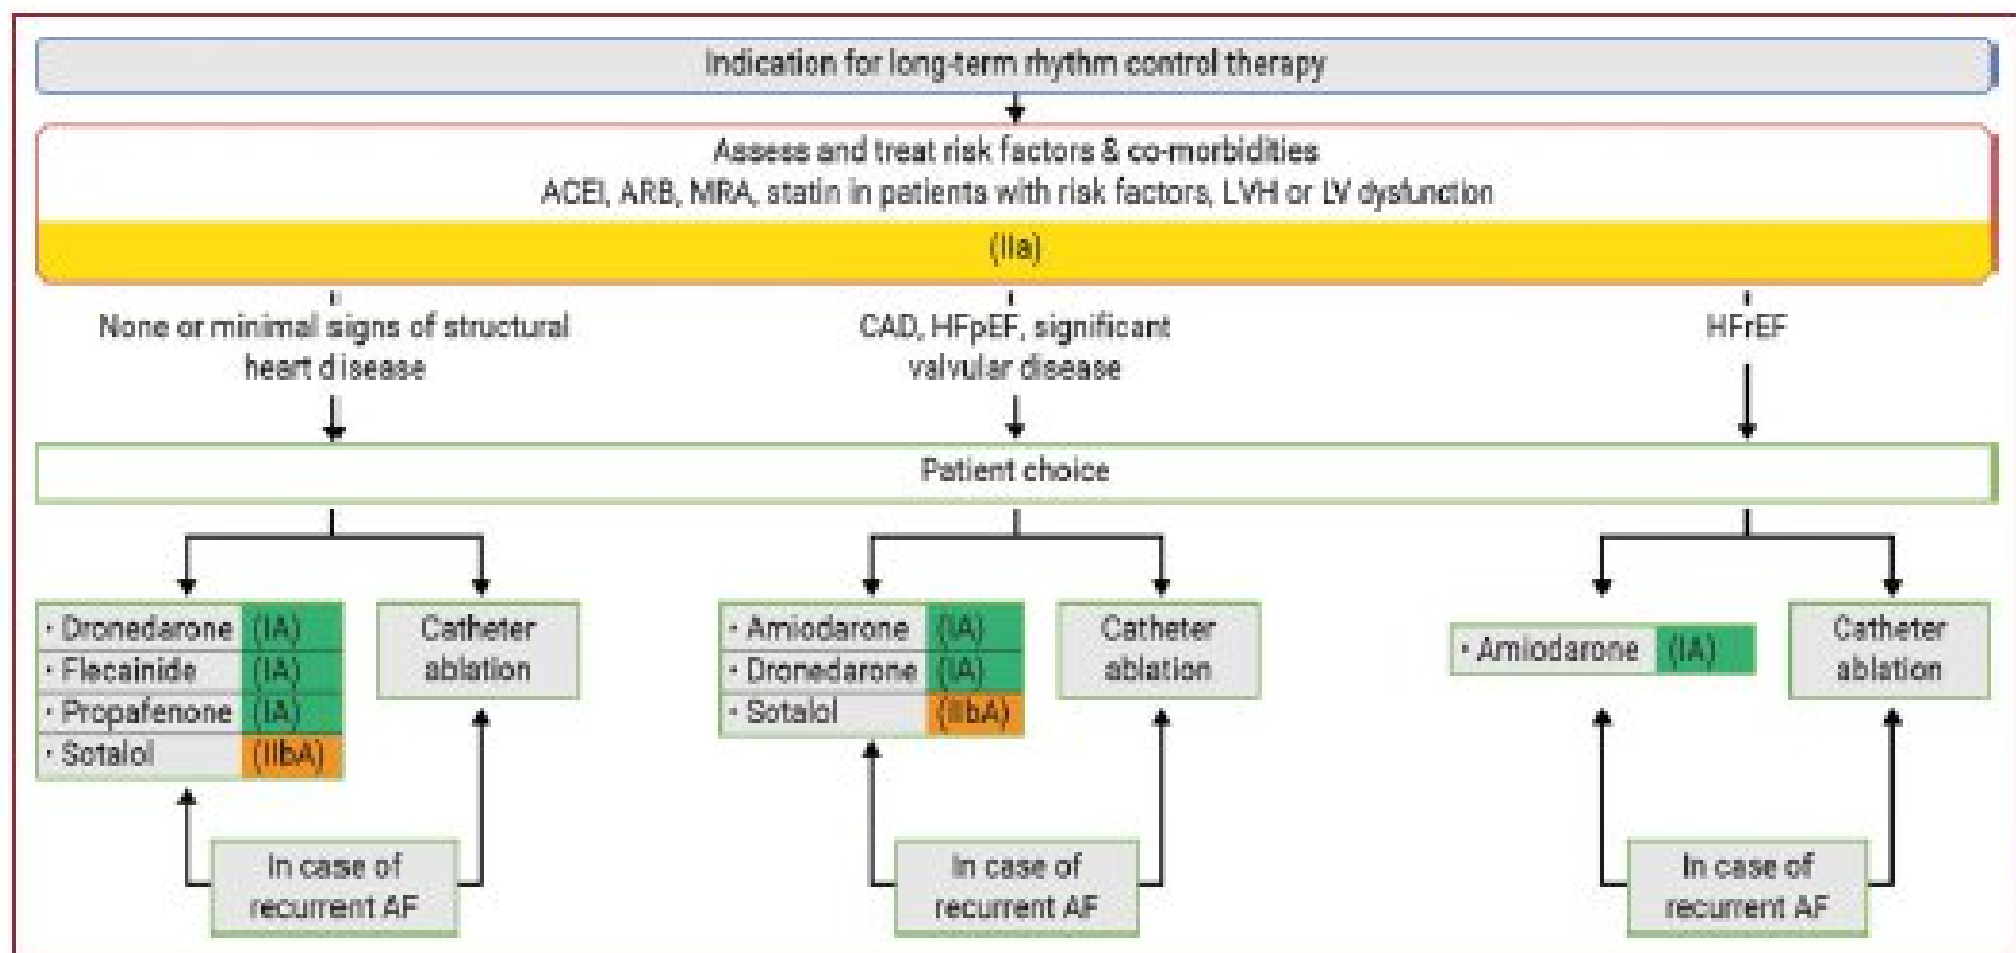 Indication for long-term rhythm control therapy
Assess and treat risk factors & co-morbidities
ACEI, ARB, MRA, statin in patients with risk factors, LVH or LV dysfunction
(IIa)
None or minimal signs of structural
heart disease
CAD, HFpEF, significant
valvular disease
HFrEF
Patient choice
· Dronedarone (IA)
· Flecainide (IA)
· Propafenone (IA)
· Sotalol (IIbA)
Catheter
ablation
· Amiodarone (IA)
· Dronedarone (IA)
· Sotalol (IIbA)
Catheter
ablation
· Amiodarone (IA)
Catheter
ablation
In case of
recurrent AF
In case of
recurrent AF
In case of
recurrent AF